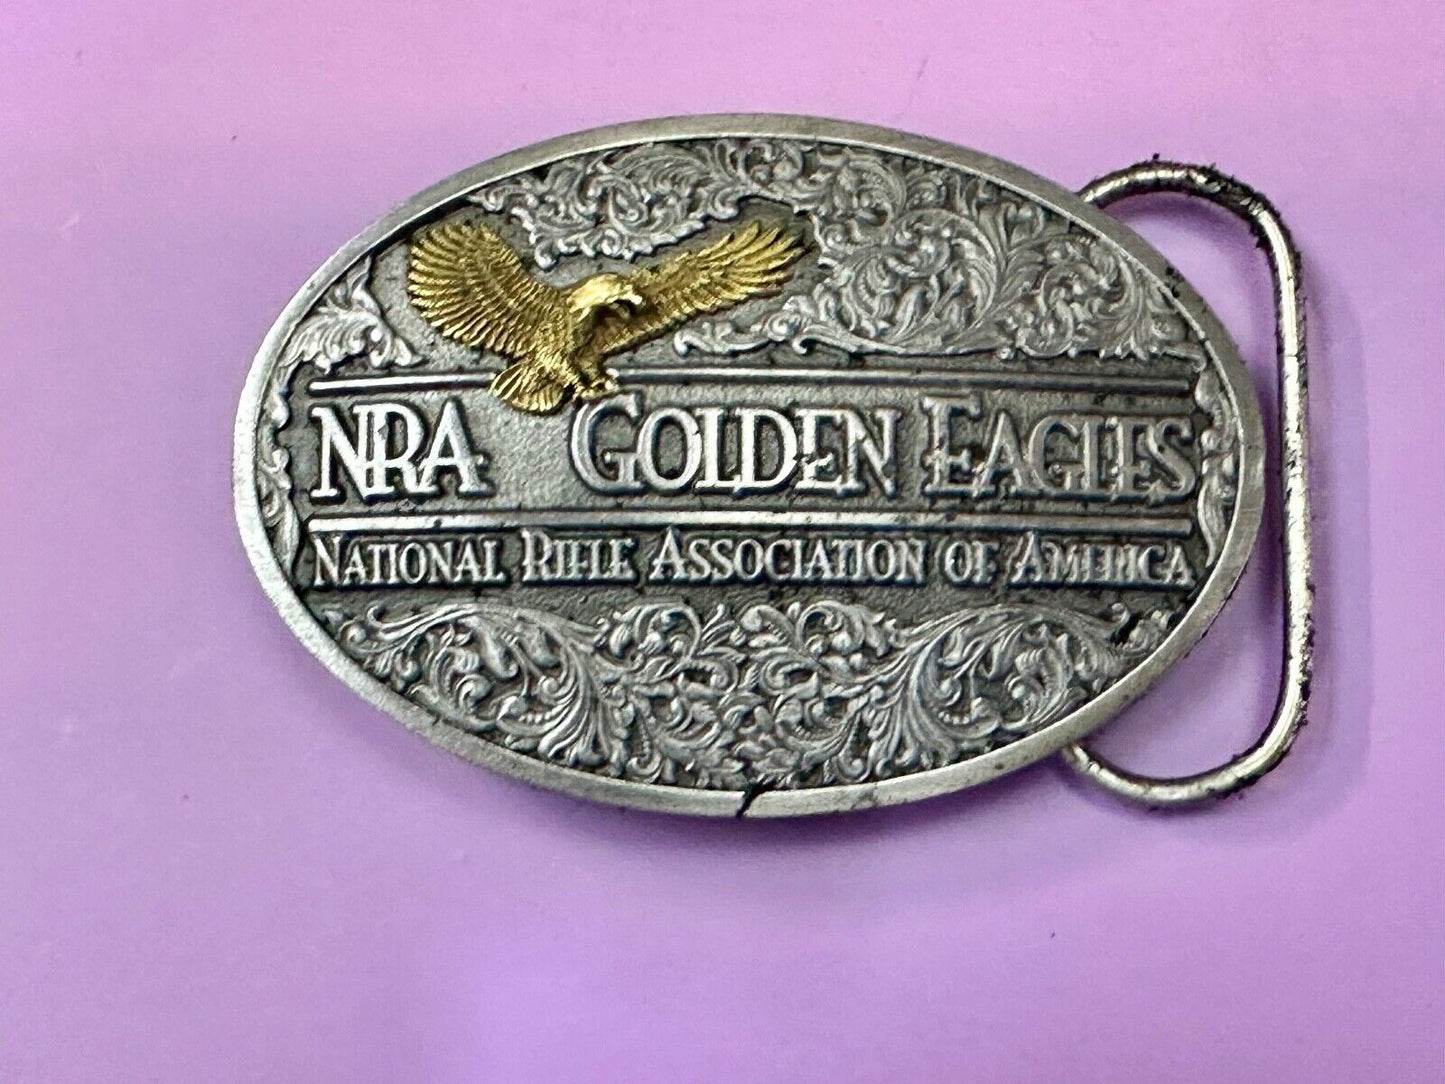 NRA GOLDEN EAGLES
NATIONAL RIFLE ASSOCIATION OF AMERICA